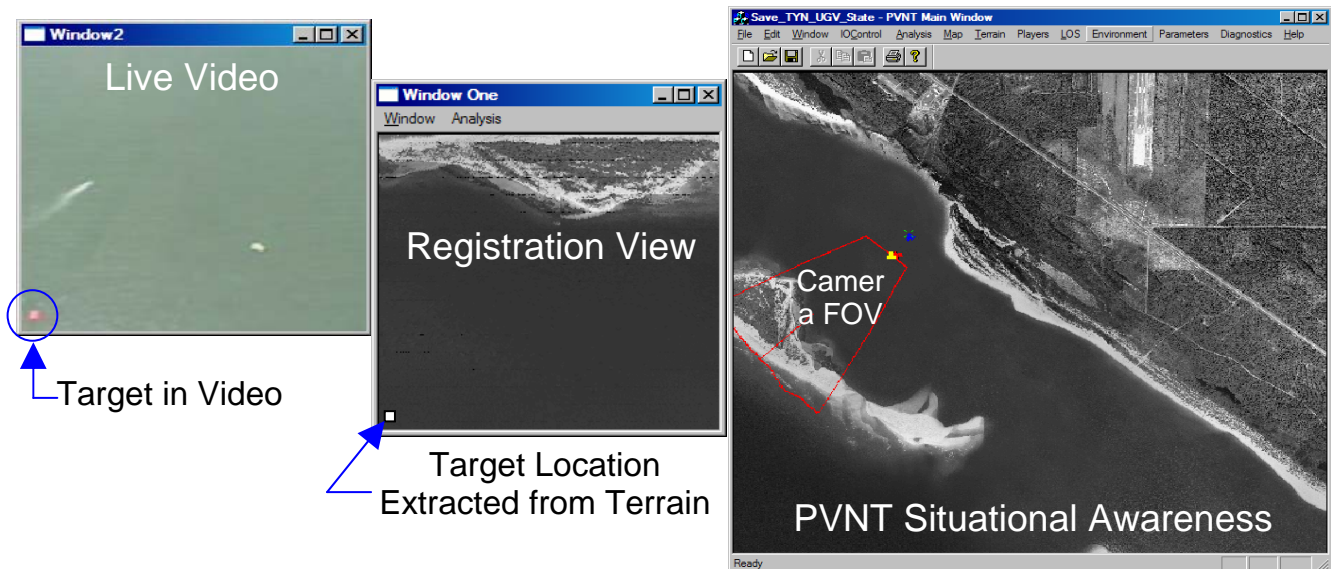 Window2
Live Video
Target in Video
Window One
Window Analysis
Registration View
Target Location
Extracted from Terrain
Save_TYN_UGV_State - PVNT Main Window
File Edit Window IOControl Analysis Map Terrain Players LOS Environment Parameters Diagnostics Help
Camer
a FOV
PVNT Situational Awareness
Ready